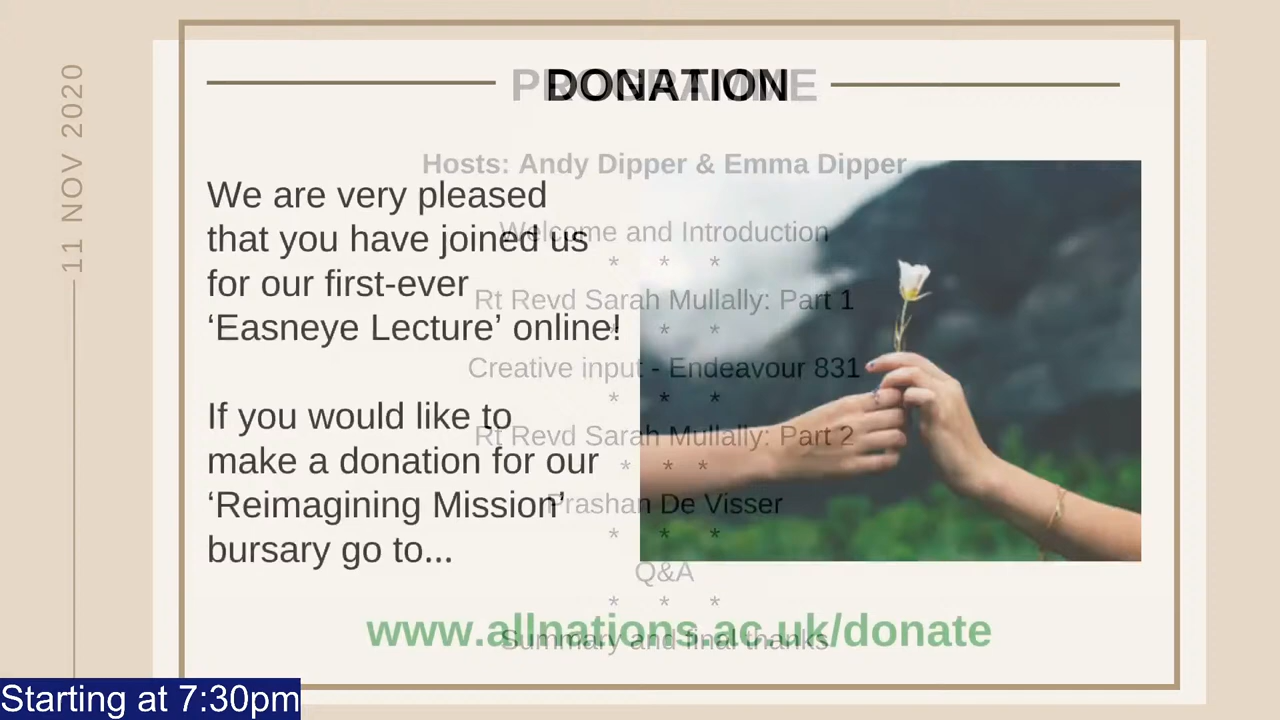 11 NOV 2020
DONATION
We are very pleased
that you have joined us
for our first-ever
‘Easneye Lecture’ online!
If you would like to
make a donation for our
‘Reimagining Mission’
bursary go to...
www.allnations.ac.uk/donate
PROGRAMME
Hosts: Andy Dipper & Emma Dipper
Welcome and Introduction
* * *
Rt Revd Sarah Mullally: Part 1
* * *
Creative input - Endeavour 831
* * *
Rt Revd Sarah Mullally: Part 2
* * *
Prashan De Visser
* * *
Q&A
* * *
Summary and final thanks
Starting at 7:30pm